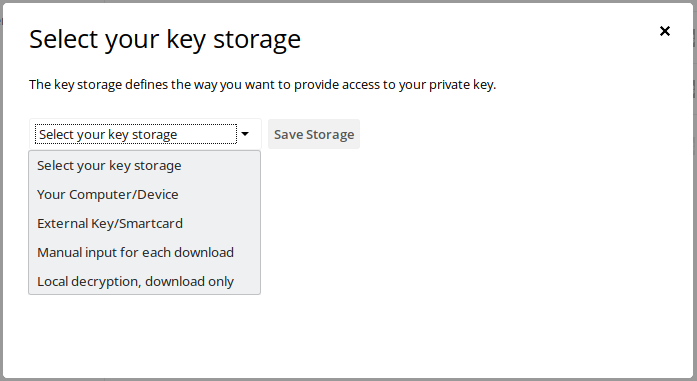 Select your key storage
×
The key storage defines the way you want to provide access to your private key.
Select your key storage
Save Storage
Select your key storage
Your Computer/Device
External Key/Smartcard
Manual input for each download
Local decryption, download only